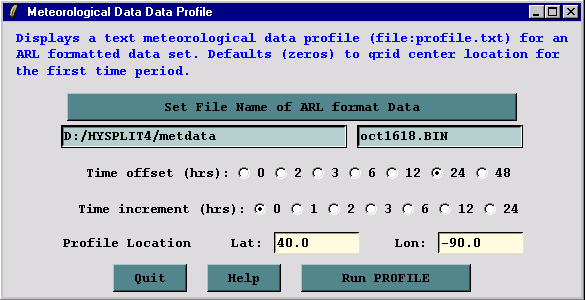 Meteorological Data Data Profile
Displays a text meteorological data profile (file:profile.txt) for an
ARL formatted data set. Defaults (zeros) to grid center location for
the first time period.
Set File Name of ARL format Data
D:/HYSPLIT4/metdata oct1618.BIN
Time offset (hrs): 0 2 3 6 12 24 48
Time increment (hrs): 0 1 2 3 6 12 24
Profile Location Lat: 40.0 Lon: -90.0
Quit Help Run PROFILE